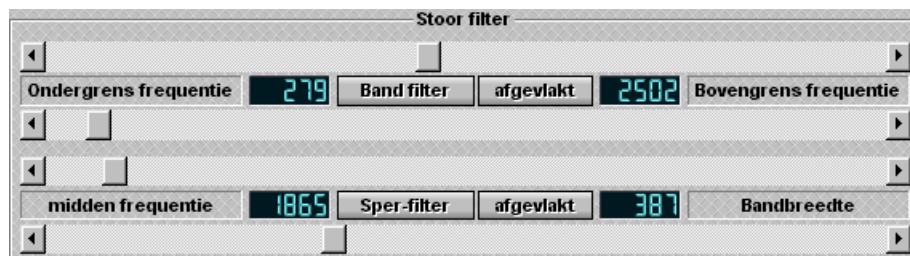 Stoor filter
Ondergrens frequentie 279 Band filter afgevlakt 2502 Bovengrens frequentie
midden frequentie 1865 Sper-filter afgevlakt 387 Bandbreedte